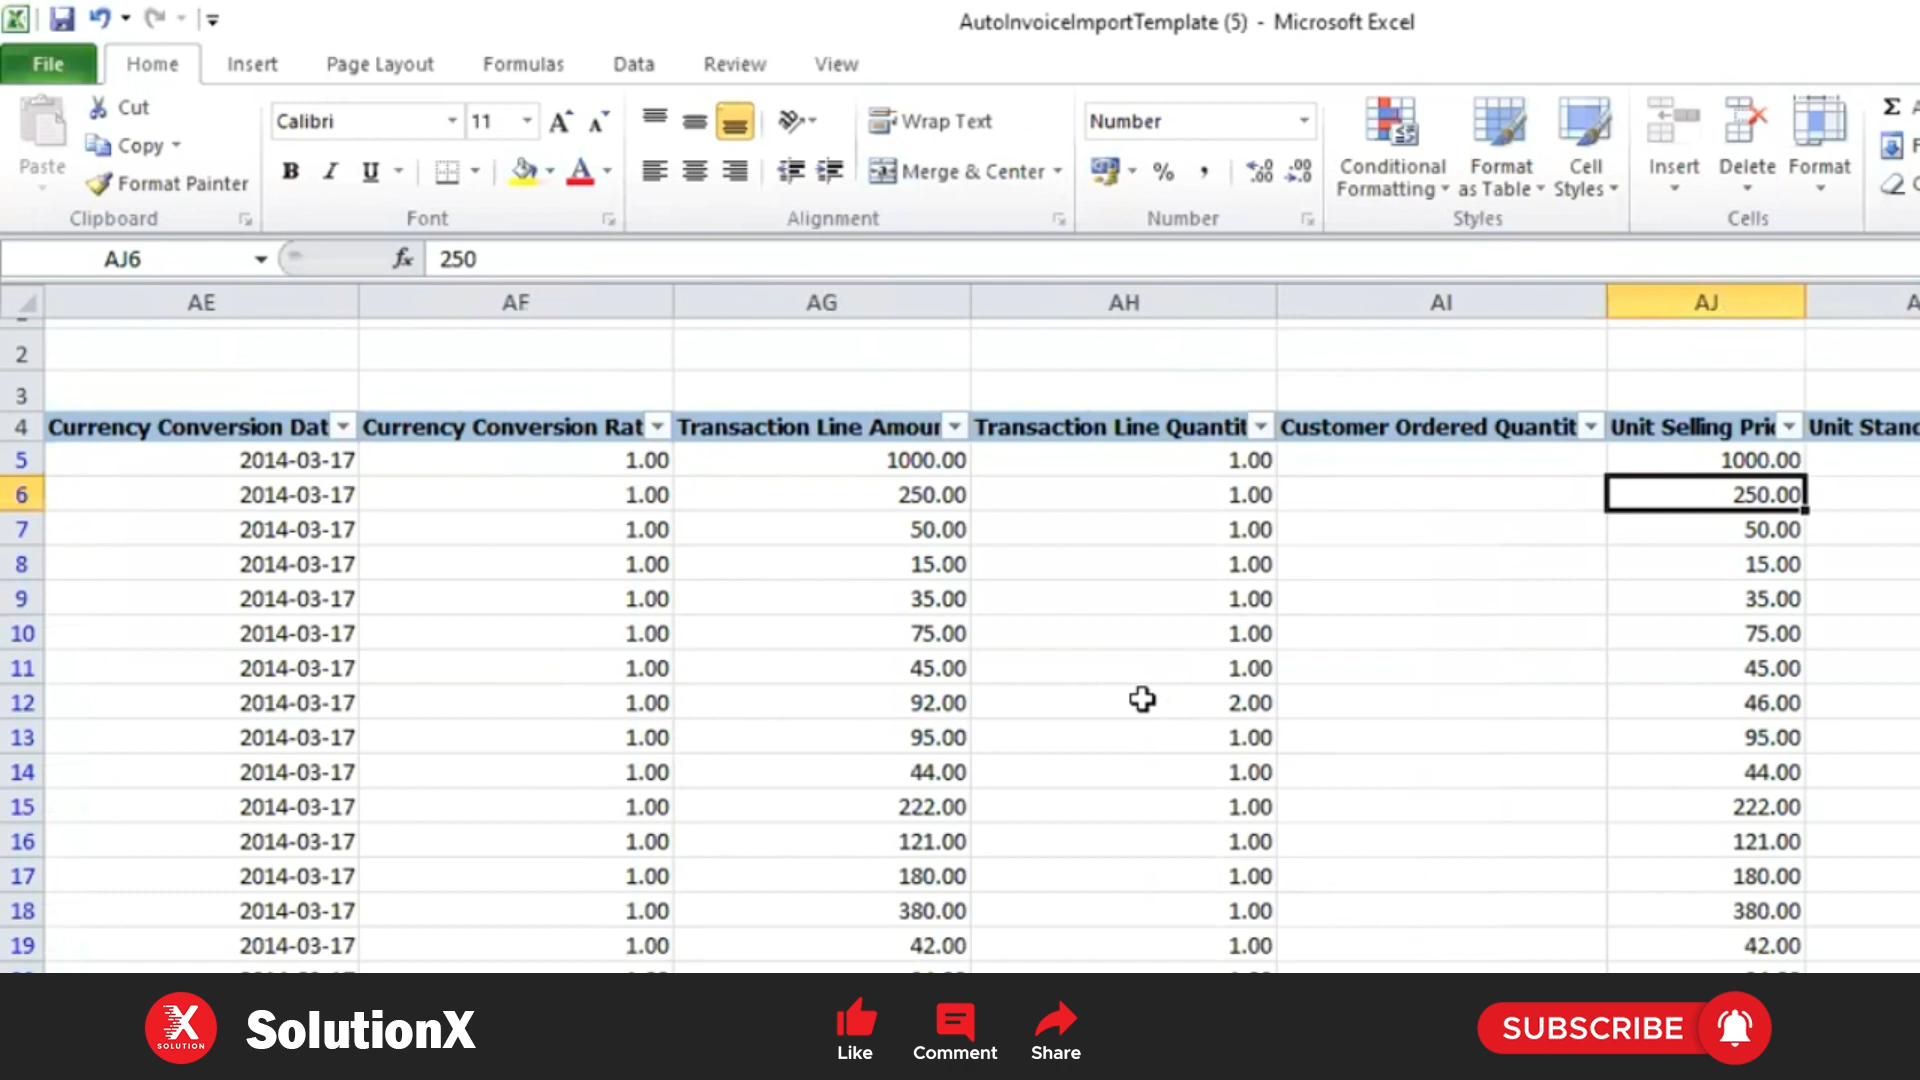 AutoInvoiceImportTemplate (5) - Microsoft Excel
File Home Insert Page Layout Formulas Data Review View
Paste
Cut
Copy
Format Painter
Clipboard
Calibri 11
B I U
Font
Wrap Text
Merge & Center
Alignment
Number
%
Number
Conditional Formatting
Format as Table
Cell Styles
Styles
Insert Delete Format
Cells
AJ6 fx 250
AE AF AG AH AI AJ
2
3
4 Currency Conversion Dat Currency Conversion Rat Transaction Line Amour Transaction Line Quantit Customer Ordered Quantit Unit Selling Pric Unit Stanc
5 2014-03-17 1.00 1000.00 1.00 1000.00
6 2014-03-17 1.00 250.00 1.00 250.00
7 2014-03-17 1.00 50.00 1.00 50.00
8 2014-03-17 1.00 15.00 1.00 15.00
9 2014-03-17 1.00 35.00 1.00 35.00
10 2014-03-17 1.00 75.00 1.00 75.00
11 2014-03-17 1.00 45.00 1.00 45.00
12 2014-03-17 1.00 92.00 2.00 46.00
13 2014-03-17 1.00 95.00 1.00 95.00
14 2014-03-17 1.00 44.00 1.00 44.00
15 2014-03-17 1.00 222.00 1.00 222.00
16 2014-03-17 1.00 121.00 1.00 121.00
17 2014-03-17 1.00 180.00 1.00 180.00
18 2014-03-17 1.00 380.00 1.00 380.00
19 2014-03-17 1.00 42.00 1.00 42.00
X SOLUTION
SolutionX
Like Comment Share
SUBSCRIBE